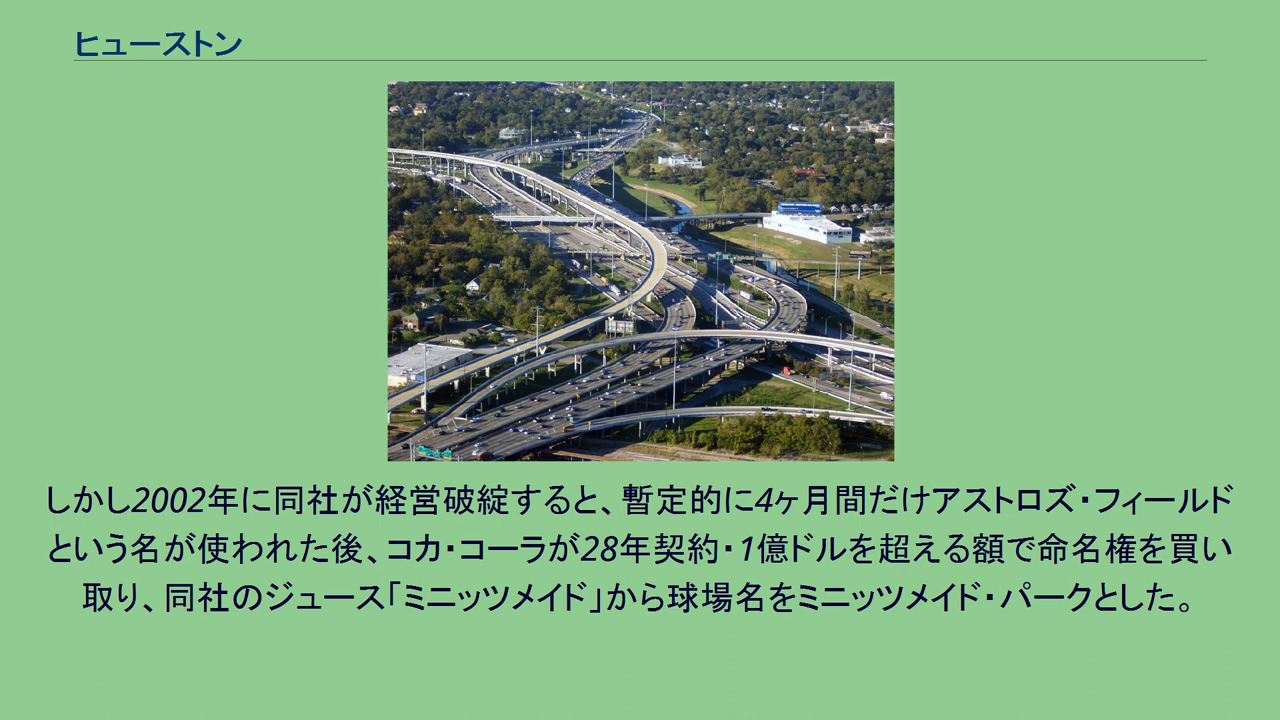 ヒューストン
しかし2002年に同社が経営破綻すると、暫定的に4ヶ月間だけアストロズ・フィールド
という名が使われた後、コカ・コーラが28年契約・1億ドルを超える額で命名権を買い
取り、同社のジュース「ミニッツメイド」から球場名をミニッツメイド・パークとした。